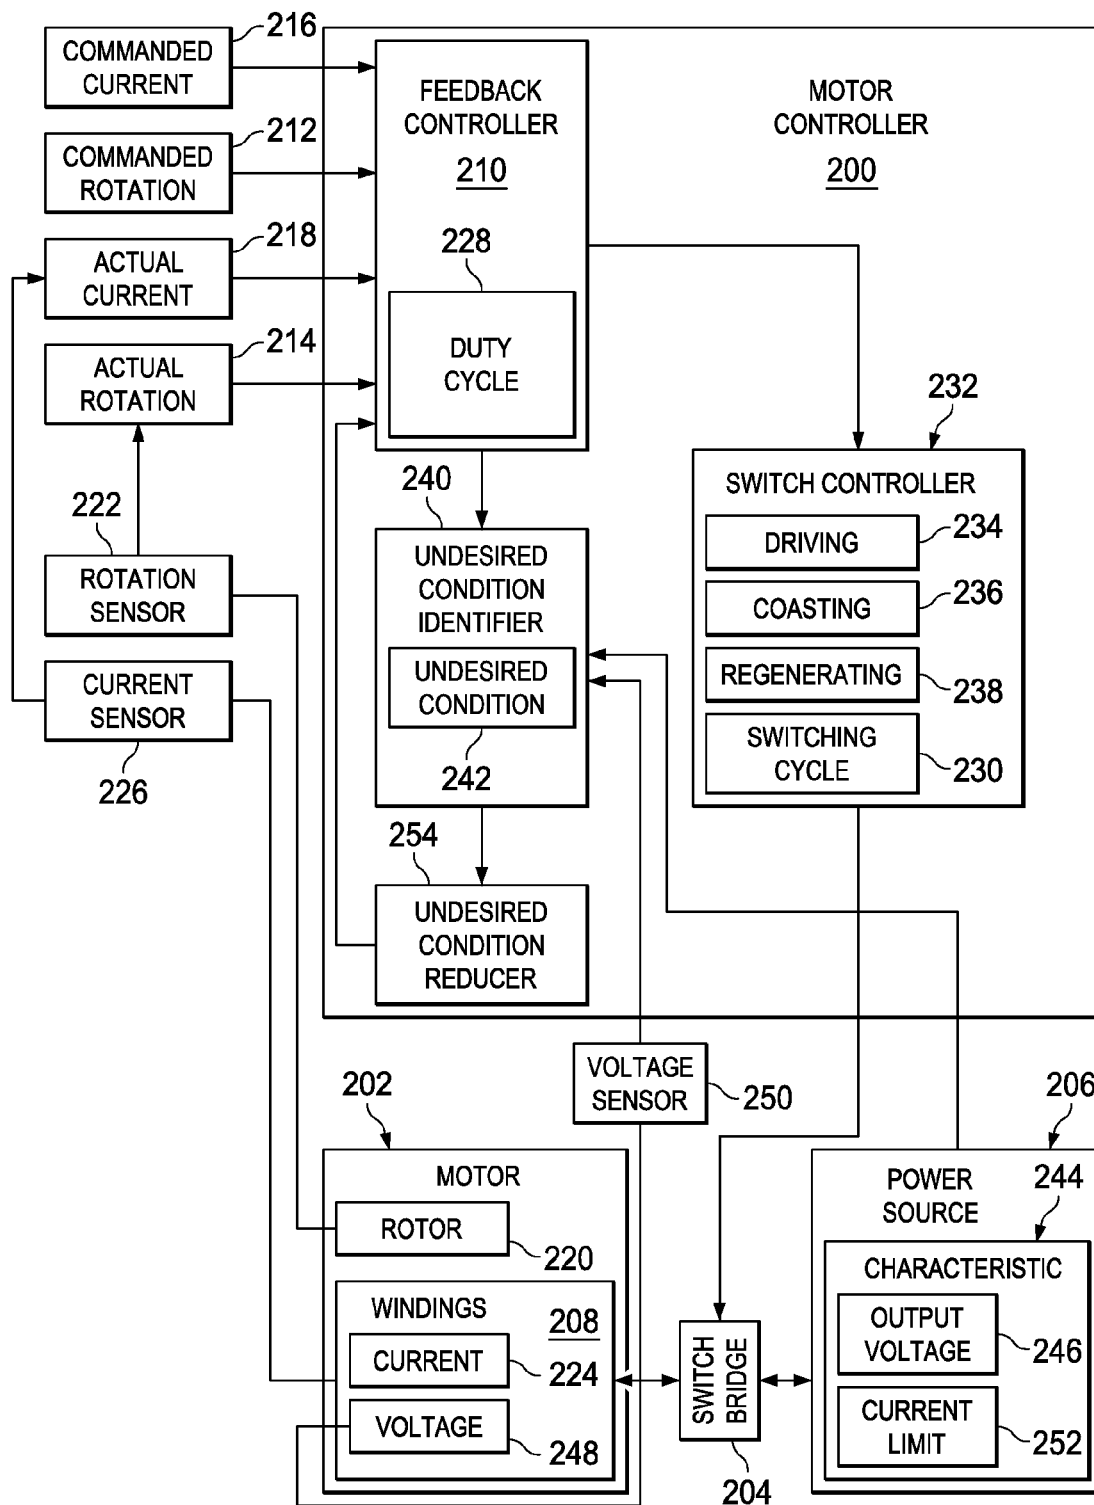 COMMANDED
CURRENT
216
COMMANDED
ROTATION
212
ACTUAL
CURRENT
218
ACTUAL
ROTATION
214
222
ROTATION
SENSOR
CURRENT
SENSOR
226
FEEDBACK
CONTROLLER
210
228
DUTY
CYCLE
MOTOR
CONTROLLER
200
240
UNDESIRED
CONDITION
IDENTIFIER
UNDESIRED
CONDITION
242
254
UNDESIRED
CONDITION
REDUCER
232
SWITCH CONTROLLER
DRIVING
234
COASTING
236
REGENERATING
238
SWITCHING
CYCLE
230
VOLTAGE
SENSOR
250
202
MOTOR
ROTOR
220
WINDINGS
208
CURRENT
224
VOLTAGE
248
SWITCH
BRIDGE
204
206
POWER
SOURCE
244
CHARACTERISTIC
OUTPUT
VOLTAGE
246
CURRENT
LIMIT
252